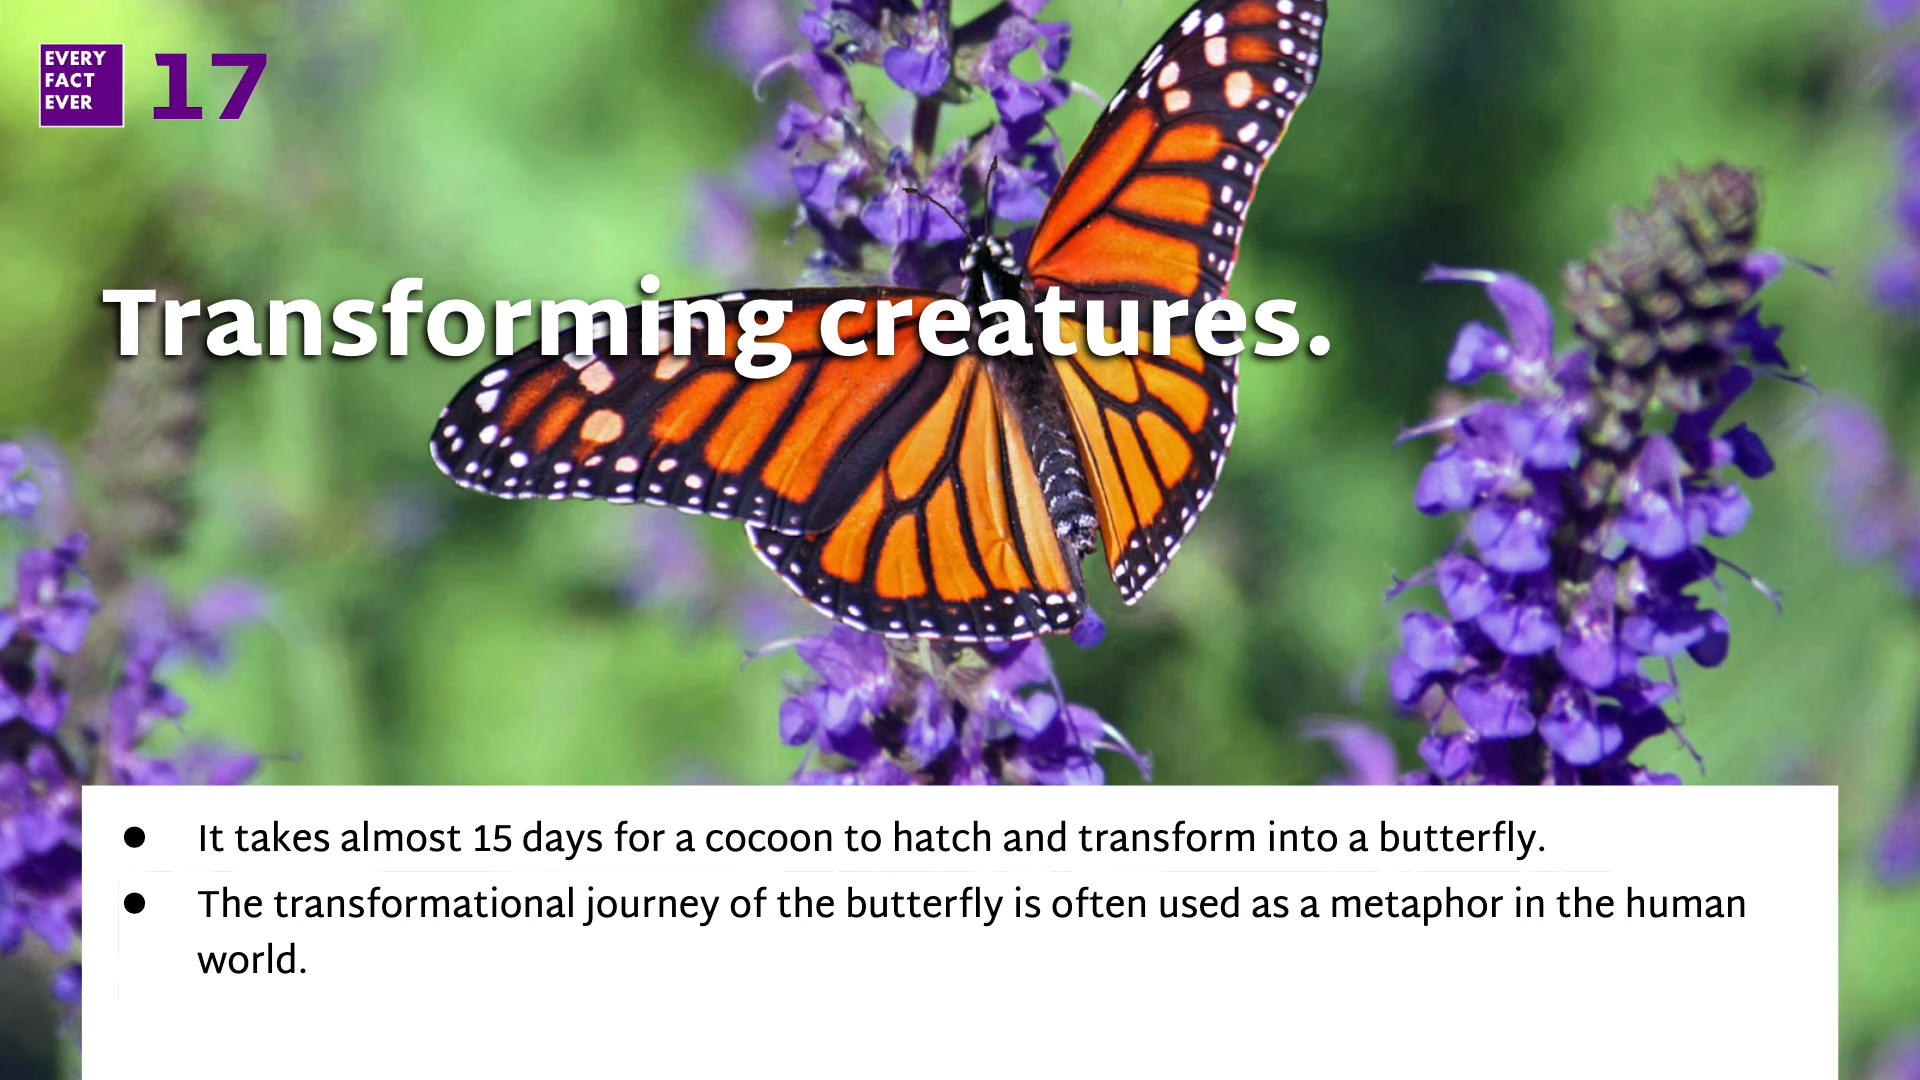 EVERY
FACT
EVER
17
Transforming creatures.
● It takes almost 15 days for a cocoon to hatch and transform into a butterfly.
● The transformational journey of the butterfly is often used as a metaphor in the human
world.